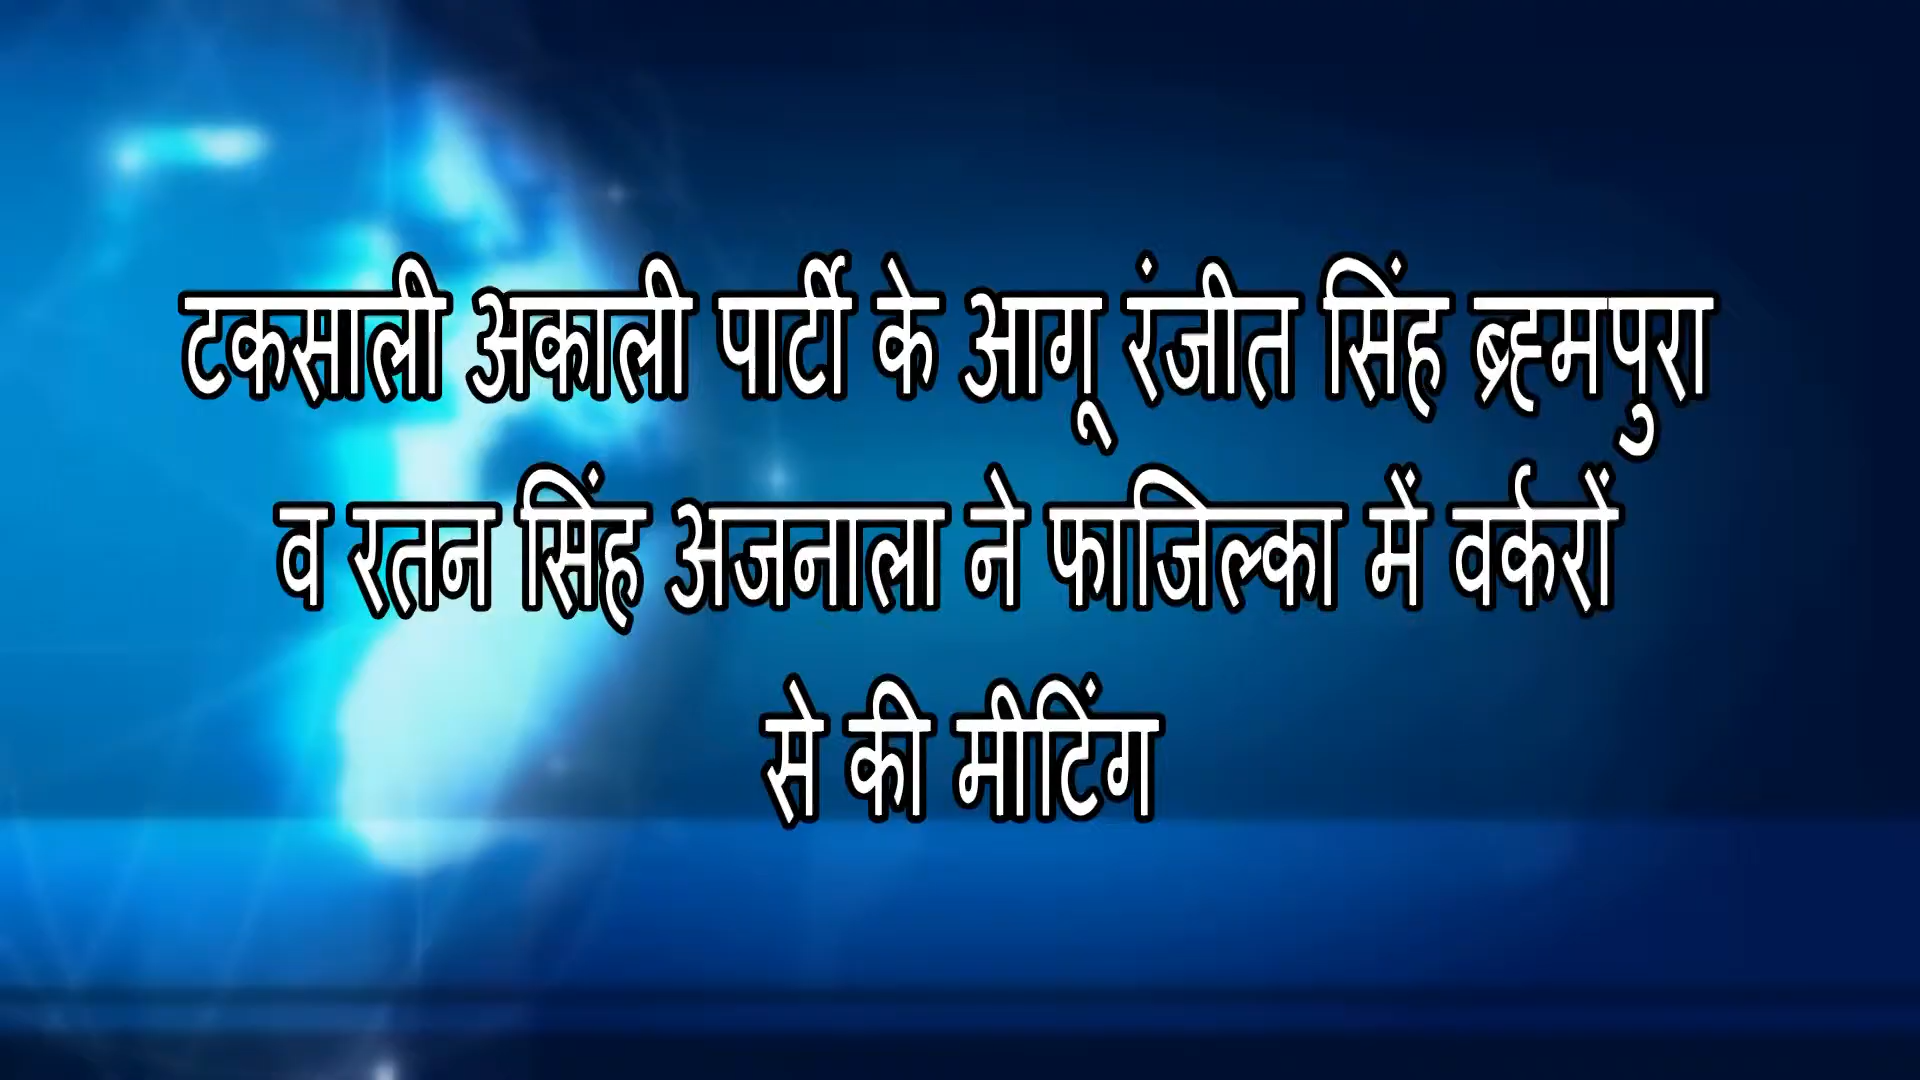 टकसाली अकाली पार्टी के आगू रंजीत सिंह ब्र्हमपुरा
व रतन सिंह अजनाला ने फाजिल्का में वर्करों
से की मीटिंग